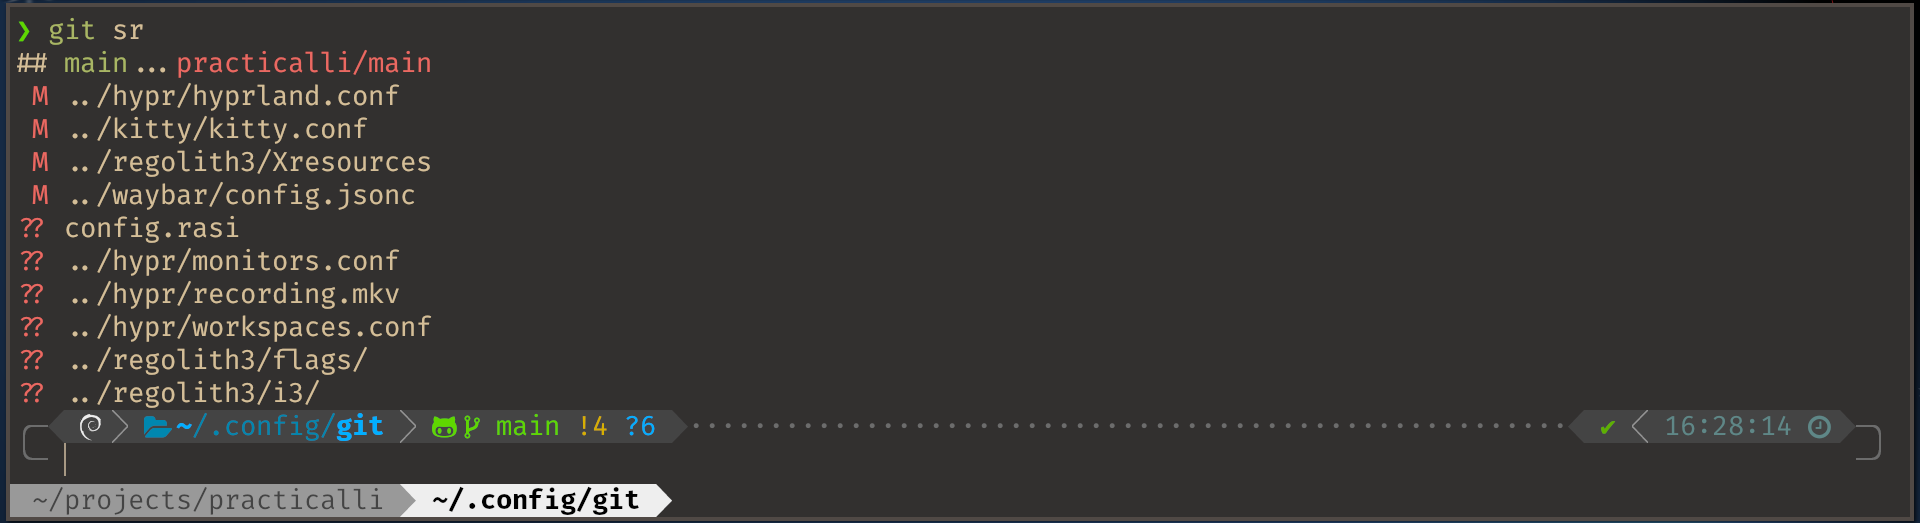 ❯ git sr
## main...practicalli/main
 M ../hypr/hyprland.conf
 M ../kitty/kitty.conf
 M ../regolith3/Xresources
 M ../waybar/config.jsonc
?? config.rasi
?? ../hypr/monitors.conf
?? ../hypr/recording.mkv
?? ../hypr/workspaces.conf
?? ../regolith3/flags/
?? ../regolith3/i3/
~/.config/git main !4 ?6 ✔ 16:28:14
~/projects/practicalli ~/.config/git